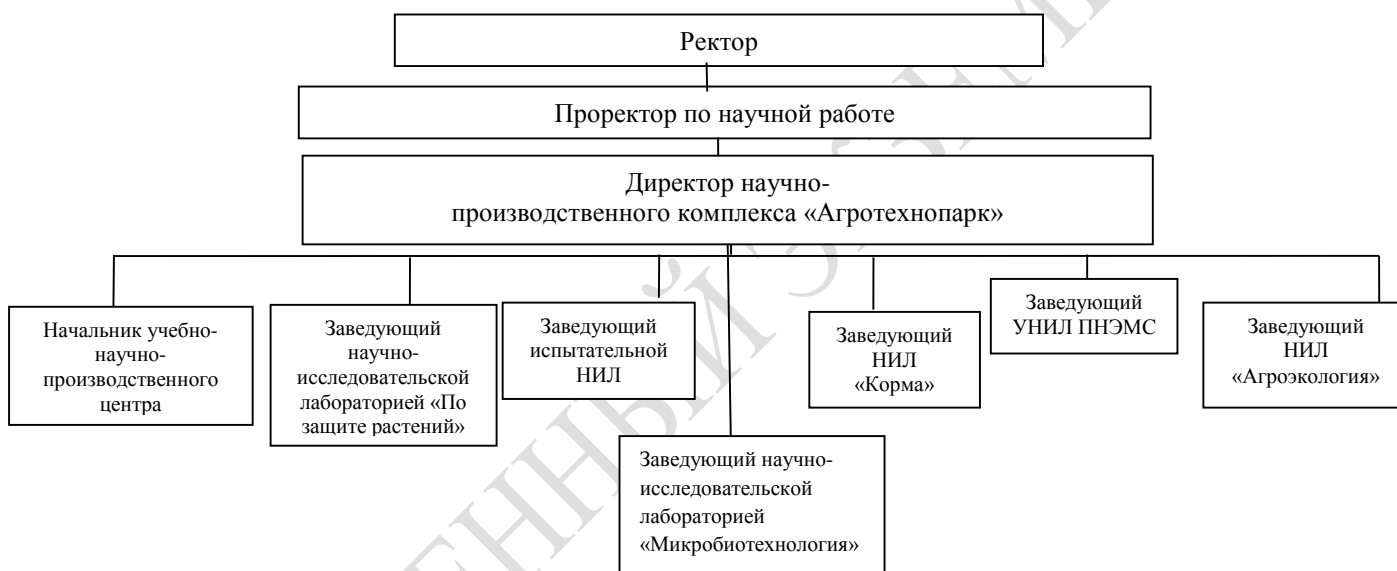 Ректор
Проректор по научной работе
Директор научно-
производственного комплекса «Агротехнопарк»
Начальник учебно-
научно-
производственного
центра
Заведующий
научно-
исследовательской
лабораторией «По
защите растений»
Заведующий
испытательной
НИЛ
Заведующий научно-
исследовательской
лабораторией
«Микробиотехнология»
Заведующий
НИЛ
«Корма»
Заведующий
УНИЛ ПНЭМС
Заведующий
НИЛ
«Агроэкология»